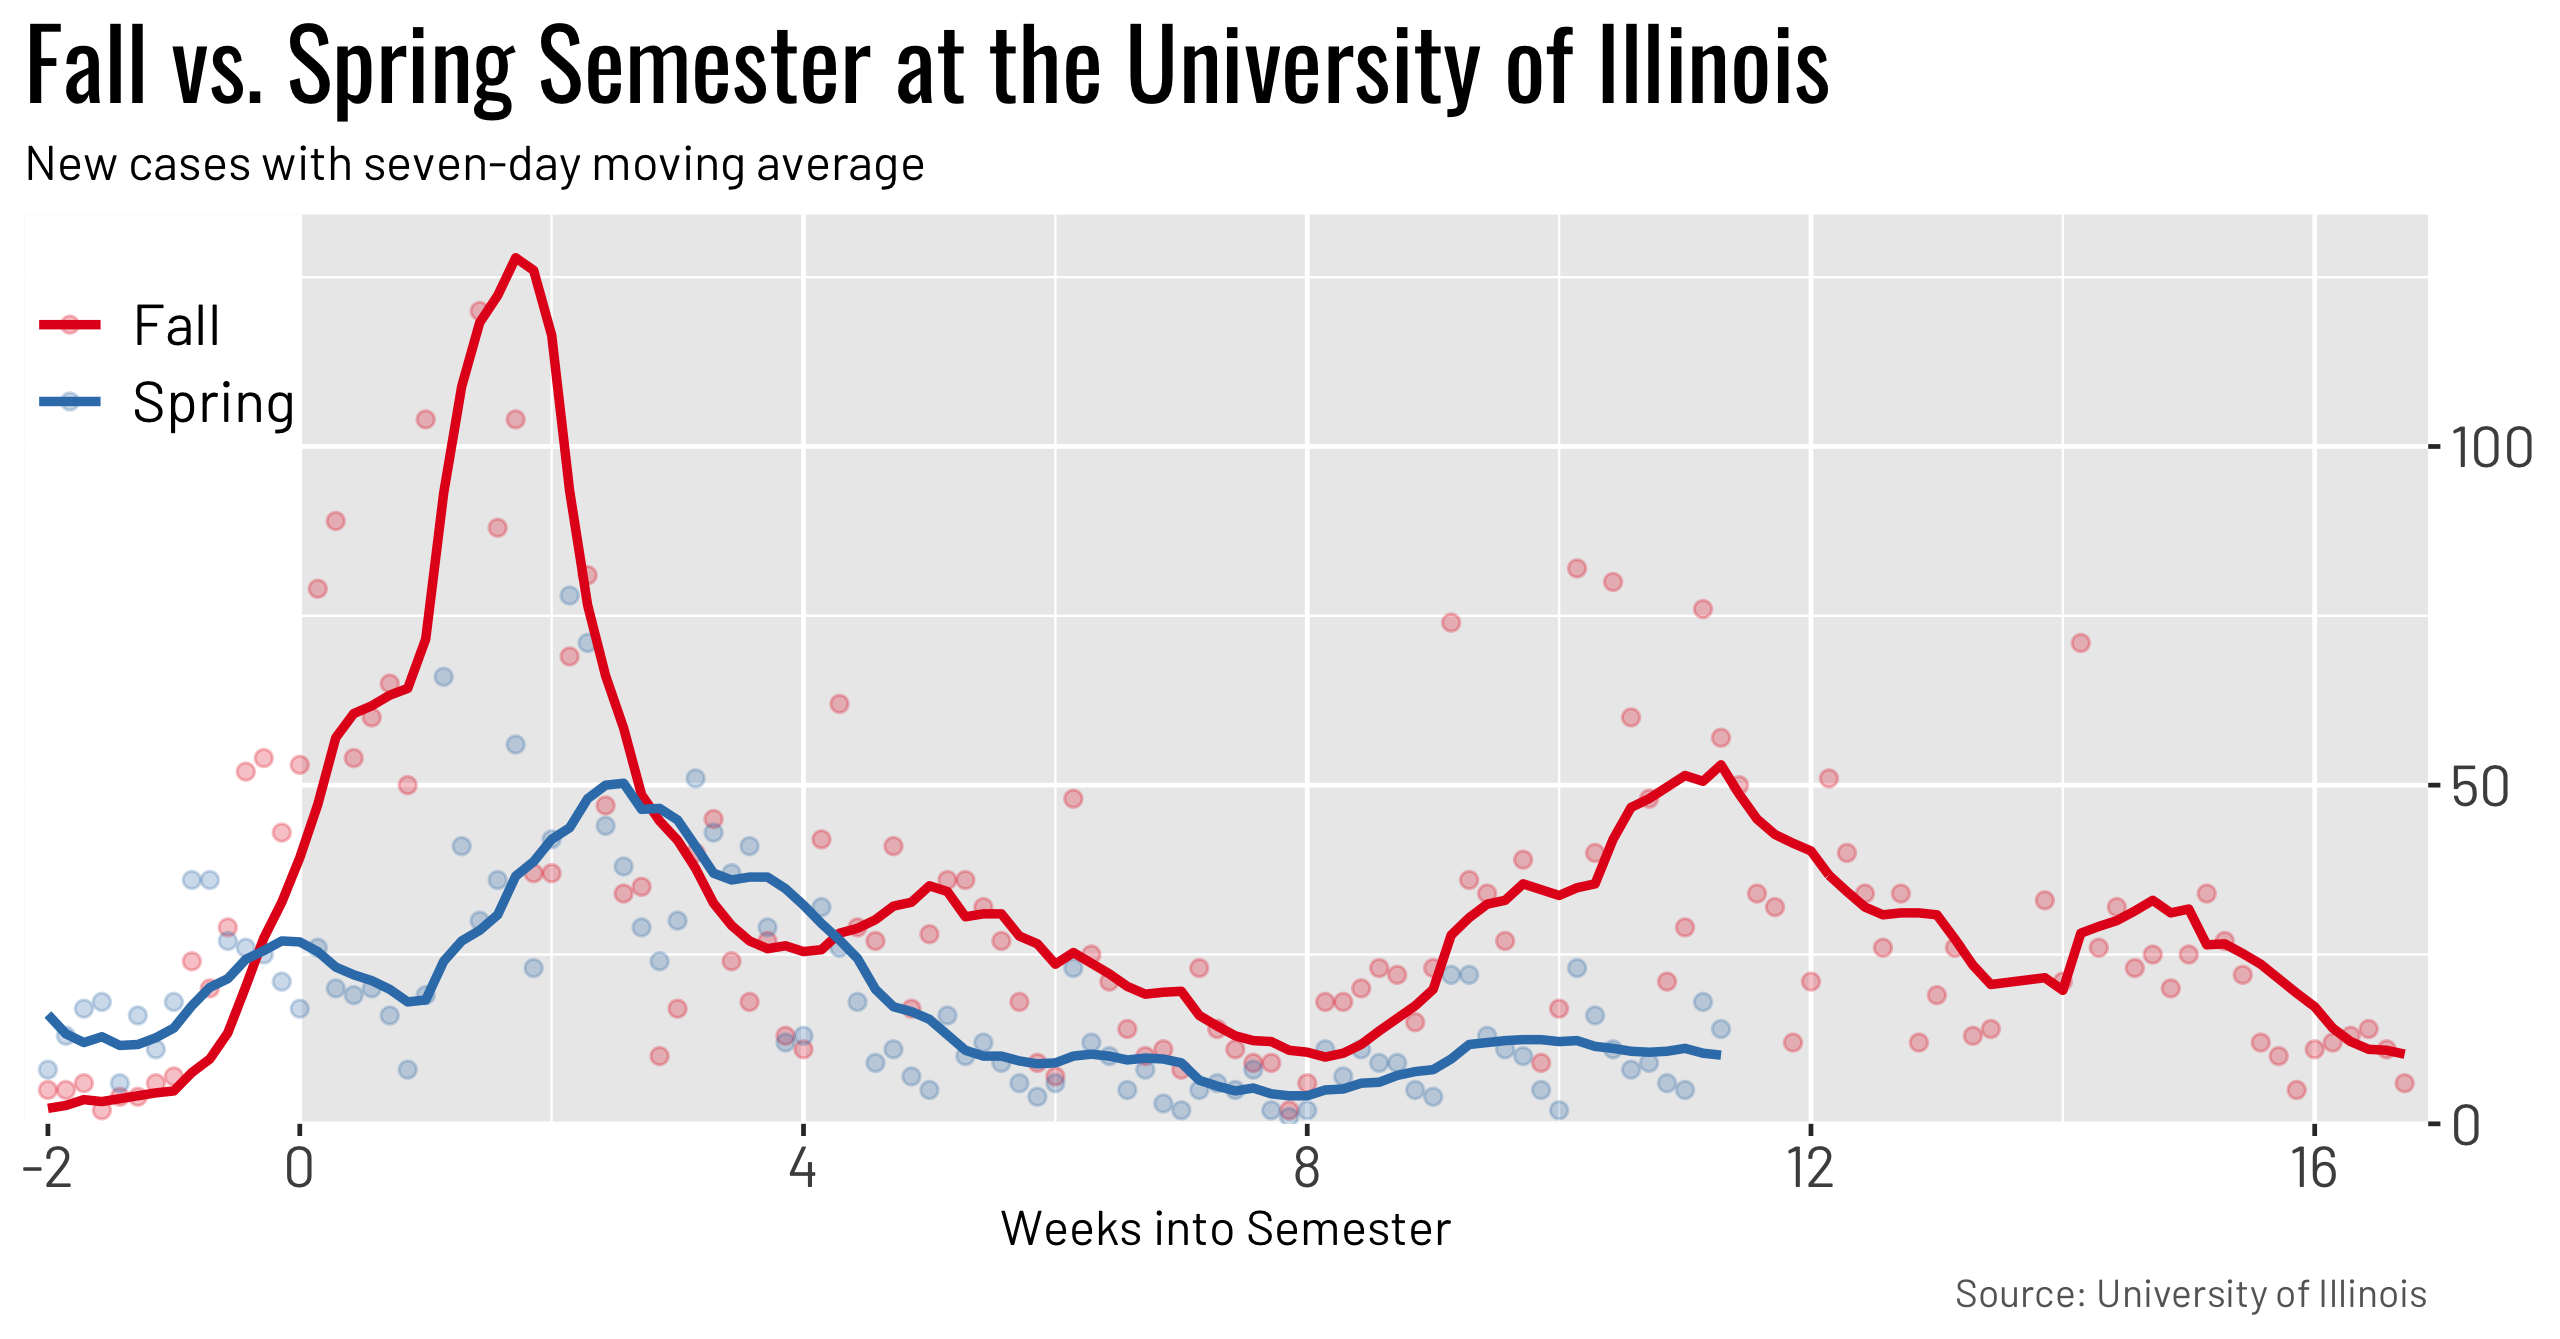 Fall vs. Spring Semester at the University of Illinois
New cases with seven-day moving average
Fall
Spring
100
50
0
-2 0 4 8 12 16
Weeks into Semester
Source: University of Illinois